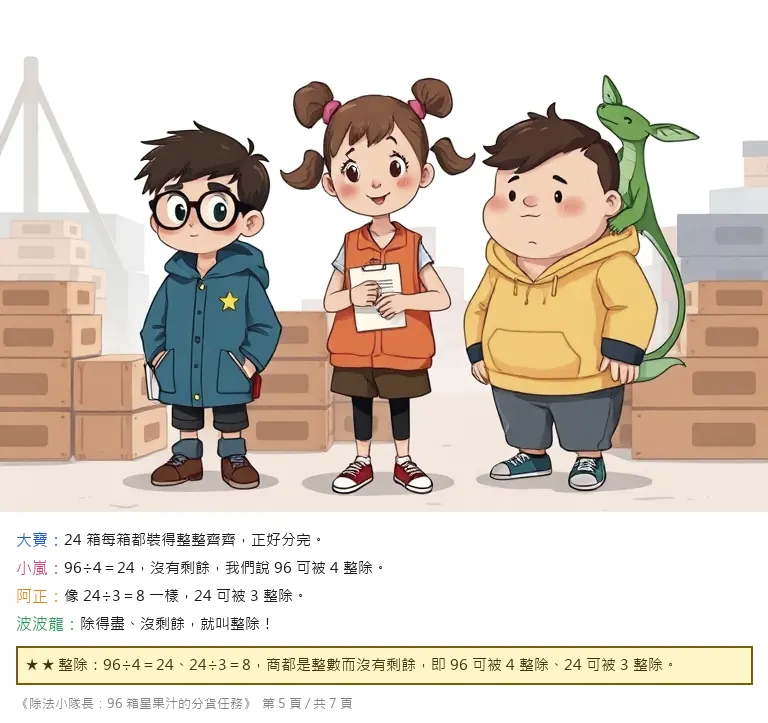 大寶：24 箱每箱都裝得整整齊齊，正好分完。
小嵐：96÷4＝24，沒有剩餘，我們說 96 可被 4 整除。
阿正：像 24÷3＝8 一樣，24 可被 3 整除。
波波龍：除得盡、沒剩餘，就叫整除！
★★整除：96÷4＝24、24÷3＝8，商都是整數而沒有剩餘，即 96 可被 4 整除、24 可被 3 整除。
《除法小隊長：96 箱星果汁的分貨任務》 第 5 頁 / 共 7 頁